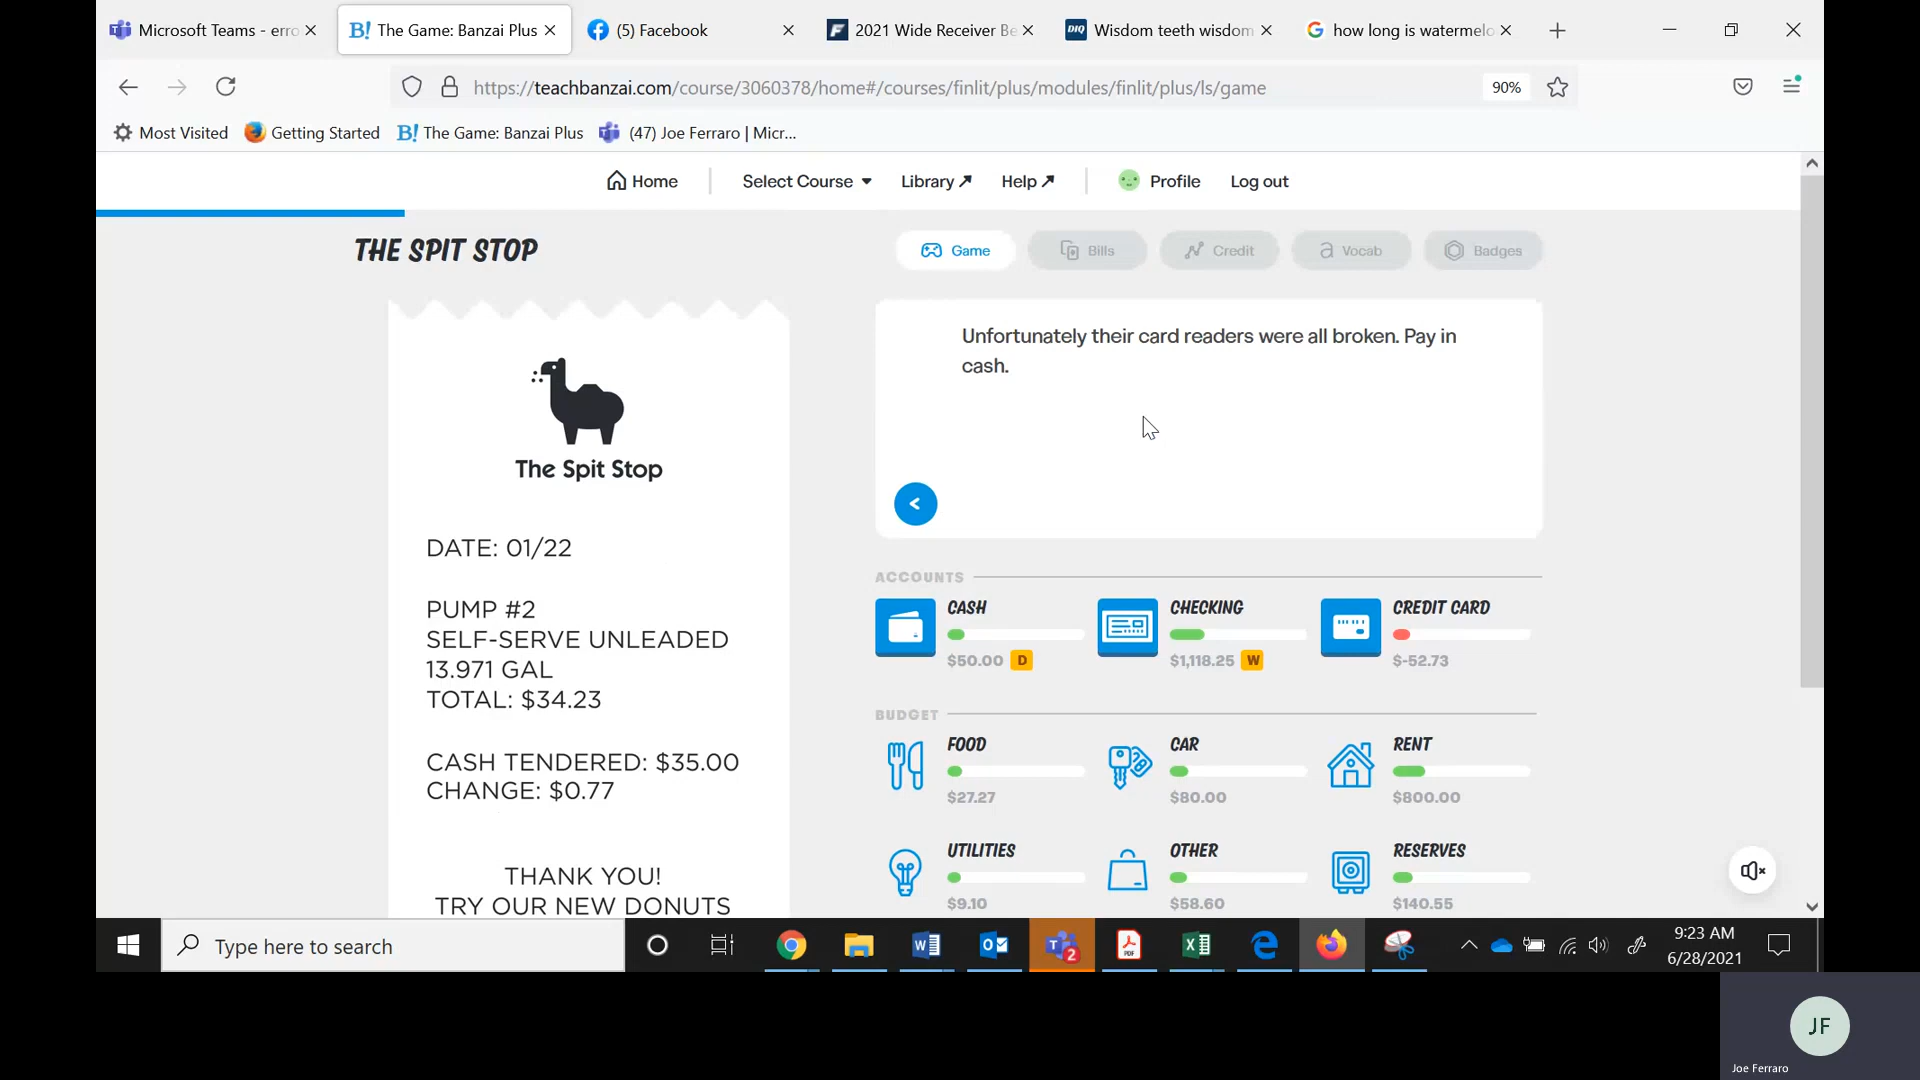 Microsoft Teams - erro
The Game: Banzai Plus
(5) Facebook
2021 Wide Receiver Be
DIQ
Wisdom teeth wisdom
how long is watermelo
https://teachbanzai.com/course/3060378/home#/courses/finlit/plus/modules/finlit/plus/ls/game
90%
Most Visited
Getting Started
B! The Game: Banzai Plus
(47) Joe Ferraro | Micr...
Home
Select Course
Library
Help
Profile
Log out
THE SPIT STOP
Game
Bills
Credit
Vocab
Badges
The Spit Stop
DATE: 01/22
PUMP #2
SELF-SERVE UNLEADED
13.971 GAL
TOTAL: $34.23
CASH TENDERED: $35.00
CHANGE: $0.77
THANK YOU!
TRY OUR NEW DONUTS
Unfortunately their card readers were all broken. Pay in
cash.
ACCOUNTS
CASH
$50.00 D
CHECKING
$1,118.25 W
CREDIT CARD
$-52.73
BUDGET
FOOD
$27.27
CAR
$80.00
RENT
$800.00
UTILITIES
$9.10
OTHER
$58.60
RESERVES
$140.55
Type here to search
2
9:23 AM
6/28/2021
JF
Joe Ferraro